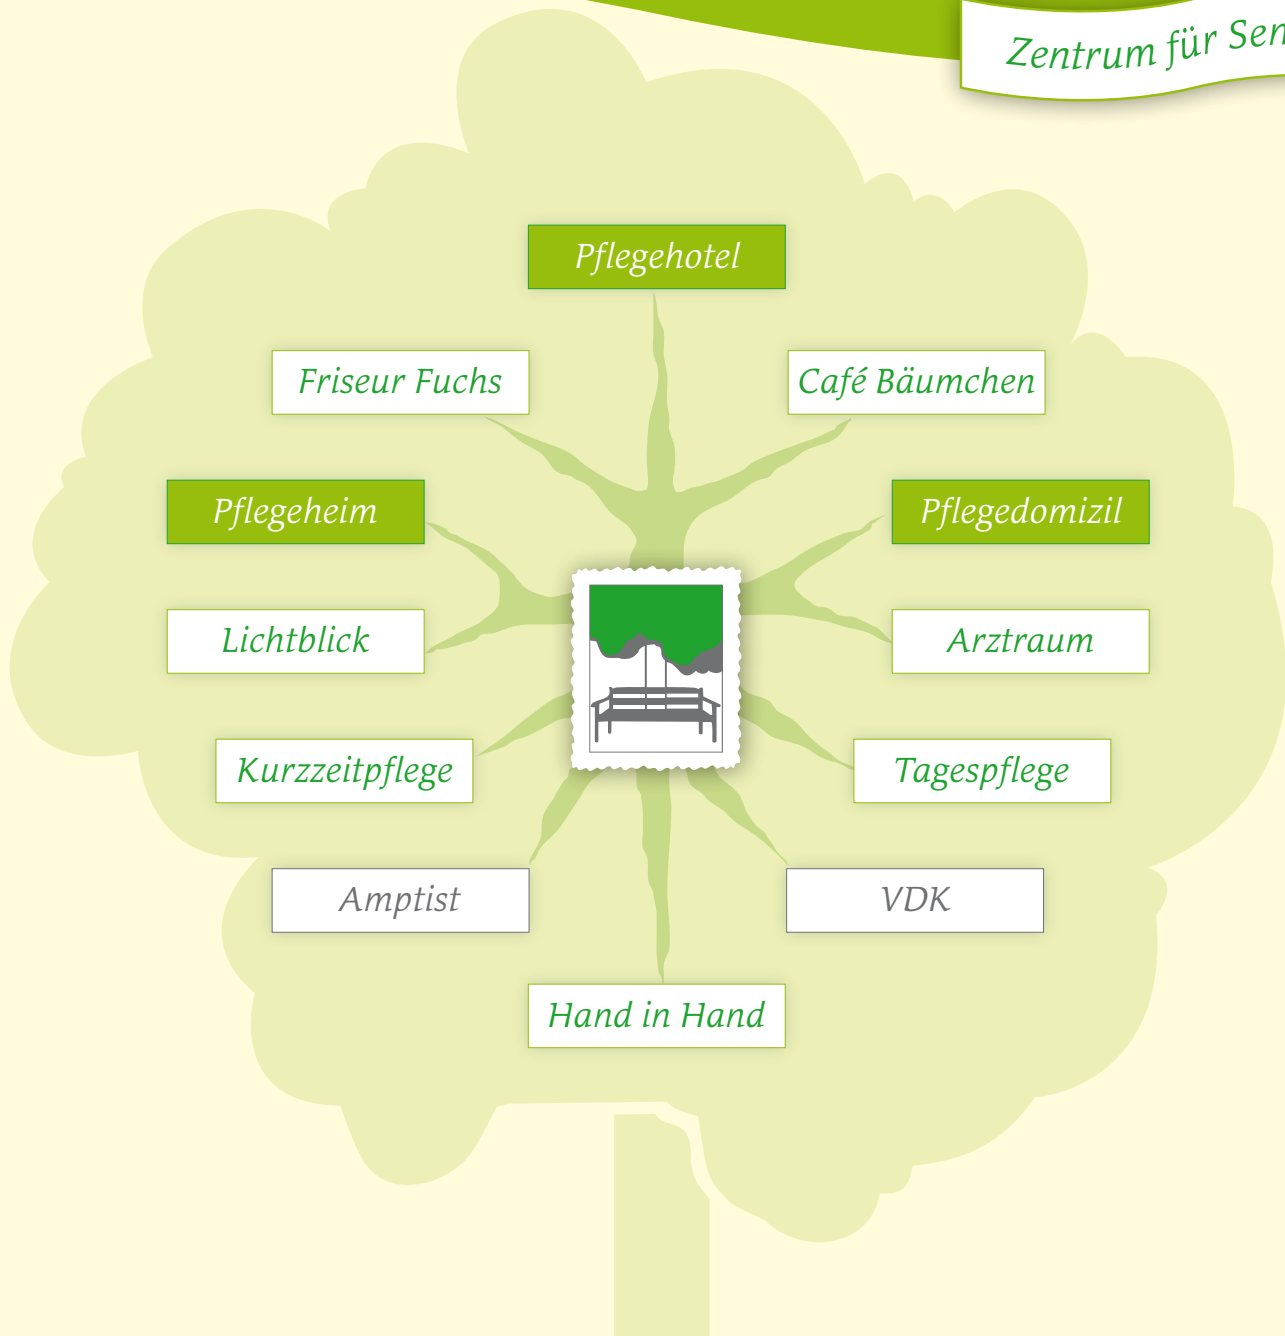 Zentrum für Sen
Pflegehotel
Friseur Fuchs
Café Bäumchen
Pflegeheim
Pflegedomizil
Lichtblick
Arztraum
Kurzzeitpflege
Tagespflege
Amptist
VDK
Hand in Hand